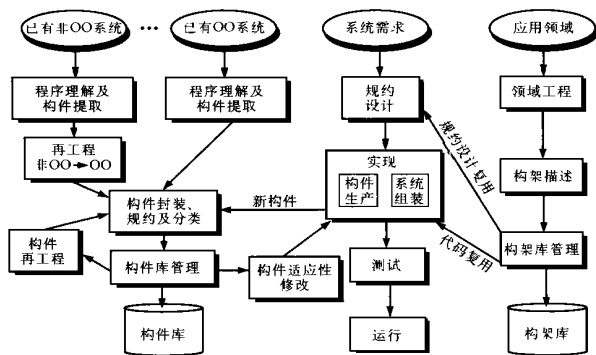 已有非OO系统
…
已有OO系统
系统需求
应用领域
程序理解及
构件提取
程序理解及
构件提取
规约
设计
领域工程
再工程
非OO→OO
实现
构件
生产
系统
组装
规约设计复用
构架描述
构件封装、
规约及分类
新构件
代码复用
构件
再工程
构件库管理
构件适应性
修改
测试
构架库管理
构件库
运行
构架库